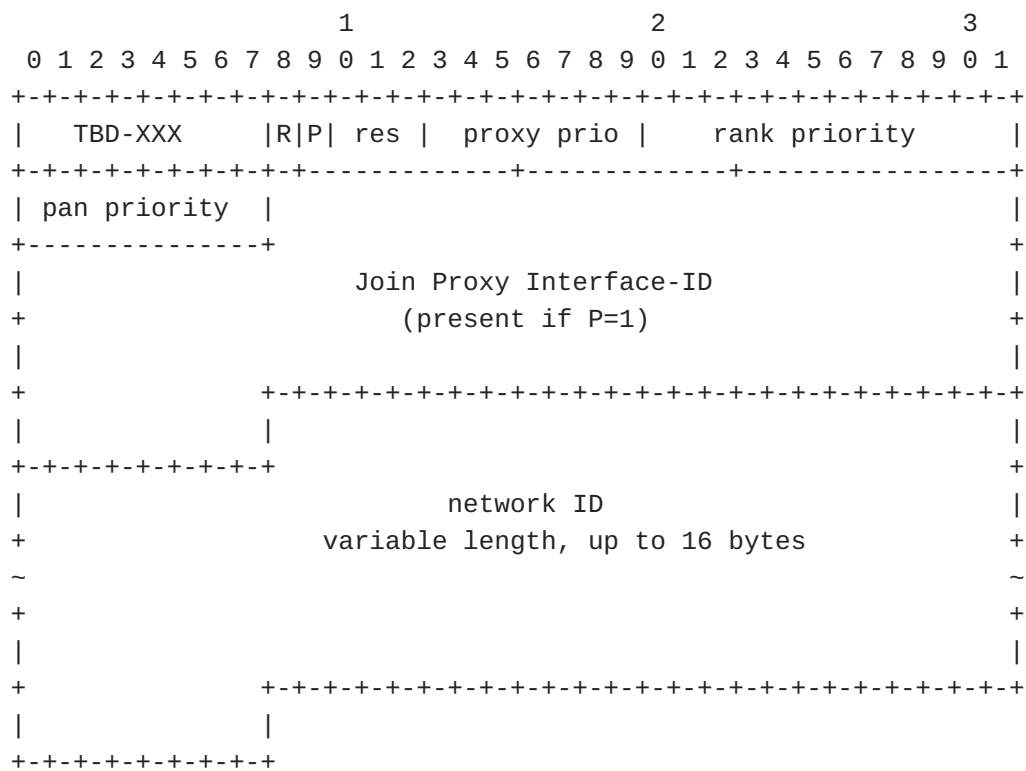 1                   2                   3
 0 1 2 3 4 5 6 7 8 9 0 1 2 3 4 5 6 7 8 9 0 1 2 3 4 5 6 7 8 9 0 1
+-+-+-+-+-+-+-+-+-+-+-+-+-+-+-+-+-+-+-+-+-+-+-+-+-+-+-+-+-+-+-+-+
|   TBD-XXX     |R|P| res |  proxy prio |    rank priority      |
+-+-+-+-+-+-+-+-+-+-------------+-------------+-----------------+
| pan priority  |                                               |
+---------------+                                               +
|                     Join Proxy Interface-ID                   |
+                        (present if P=1)                       +
|                                                               |
+               +-+-+-+-+-+-+-+-+-+-+-+-+-+-+-+-+-+-+-+-+-+-+-+-+
|               |                                               |
+-+-+-+-+-+-+-+-+                                               +
|                           network ID                          |
+                   variable length, up to 16 bytes             +
~                                                               ~
+                                                               +
|                                                               |
+               +-+-+-+-+-+-+-+-+-+-+-+-+-+-+-+-+-+-+-+-+-+-+-+-+
|               |
+-+-+-+-+-+-+-+-+